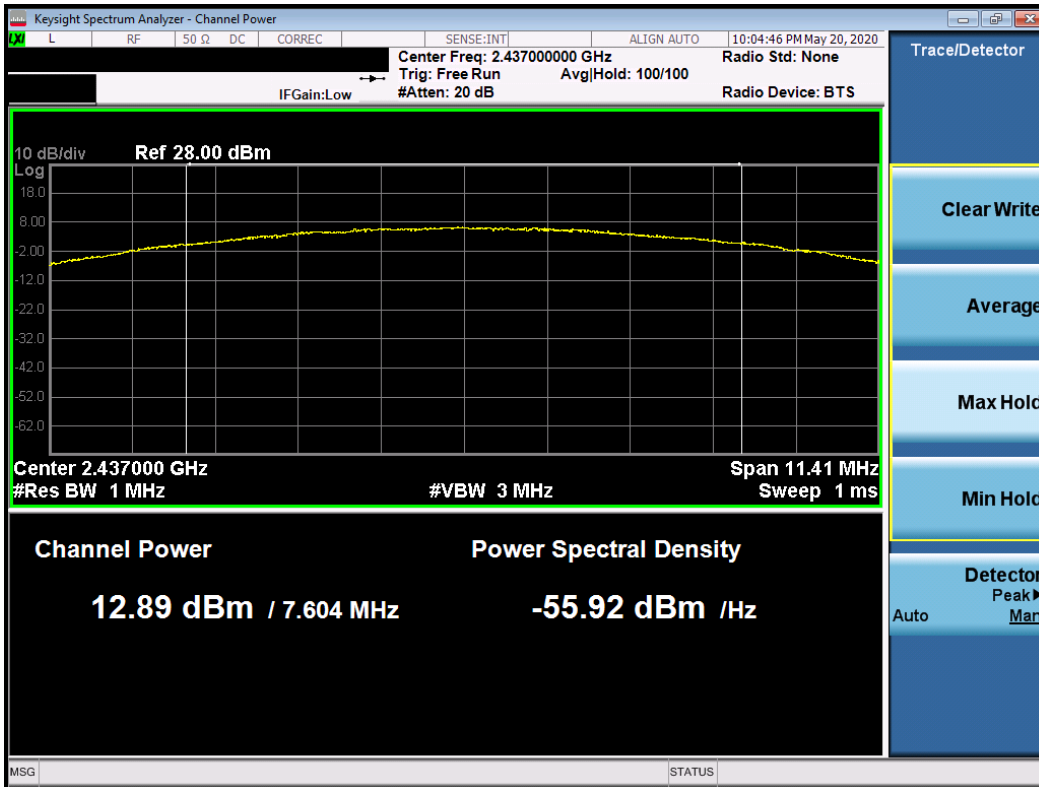 Keysight Spectrum Analyzer - Channel Power
LXI L RF 50 Ω DC CORREC SENSE:INT ALIGN AUTO 10:04:46 PM May 20, 2020
Center Freq: 2.437000000 GHz Radio Std: None
Trig: Free Run Avg|Hold: 100/100
IFGain:Low #Atten: 20 dB Radio Device: BTS
10 dB/div Ref 28.00 dBm
Log
18.0
8.00
-2.00
-12.0
-22.0
-32.0
-42.0
-52.0
-62.0
Center 2.437000 GHz Span 11.41 MHz
#Res BW 1 MHz #VBW 3 MHz Sweep 1 ms
Channel Power Power Spectral Density
12.89 dBm / 7.604 MHz -55.92 dBm /Hz
MSG STATUS
Trace/Detector
Clear Write
Average
Max Hold
Min Hold
Detector
Peak
Auto Man